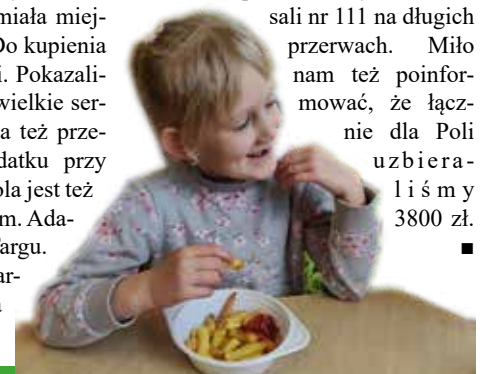 miała miej-
Do kupienia
i. Pokazali-
wielkie ser-
a też prze-
datku przy
ola jest też
m. Ada-
argu.
ar-
sali nr 111 na długich
przerwach. Miło
nam też poinfor-
mować, że łącz-
nie dla Poli
uzbiera-
liśmy
3800 zł.
■